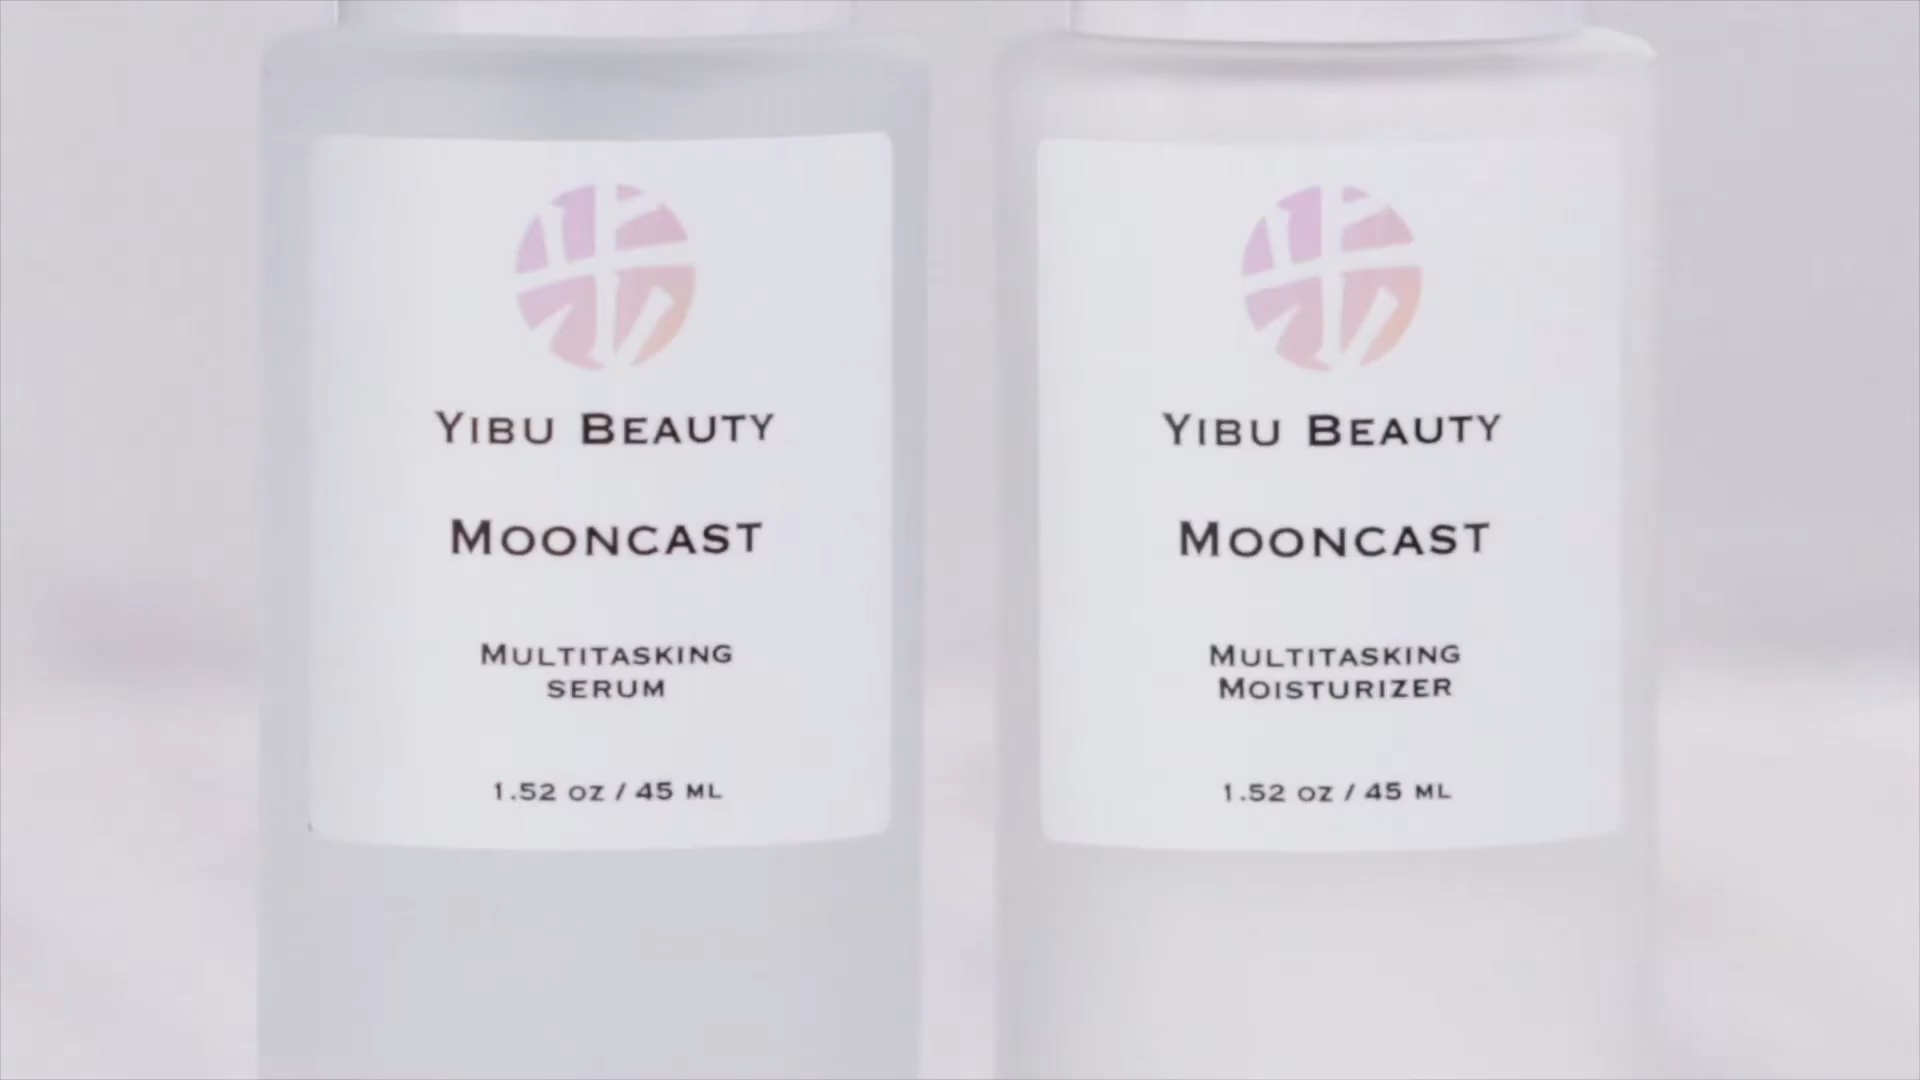 YIBU BEAUTY
MOONCAST
MULTITASKING
SERUM
1.52 OZ / 45 ML
YIBU BEAUTY
MOONCAST
MULTITASKING
MOISTURIZER
1.52 OZ / 45 ML